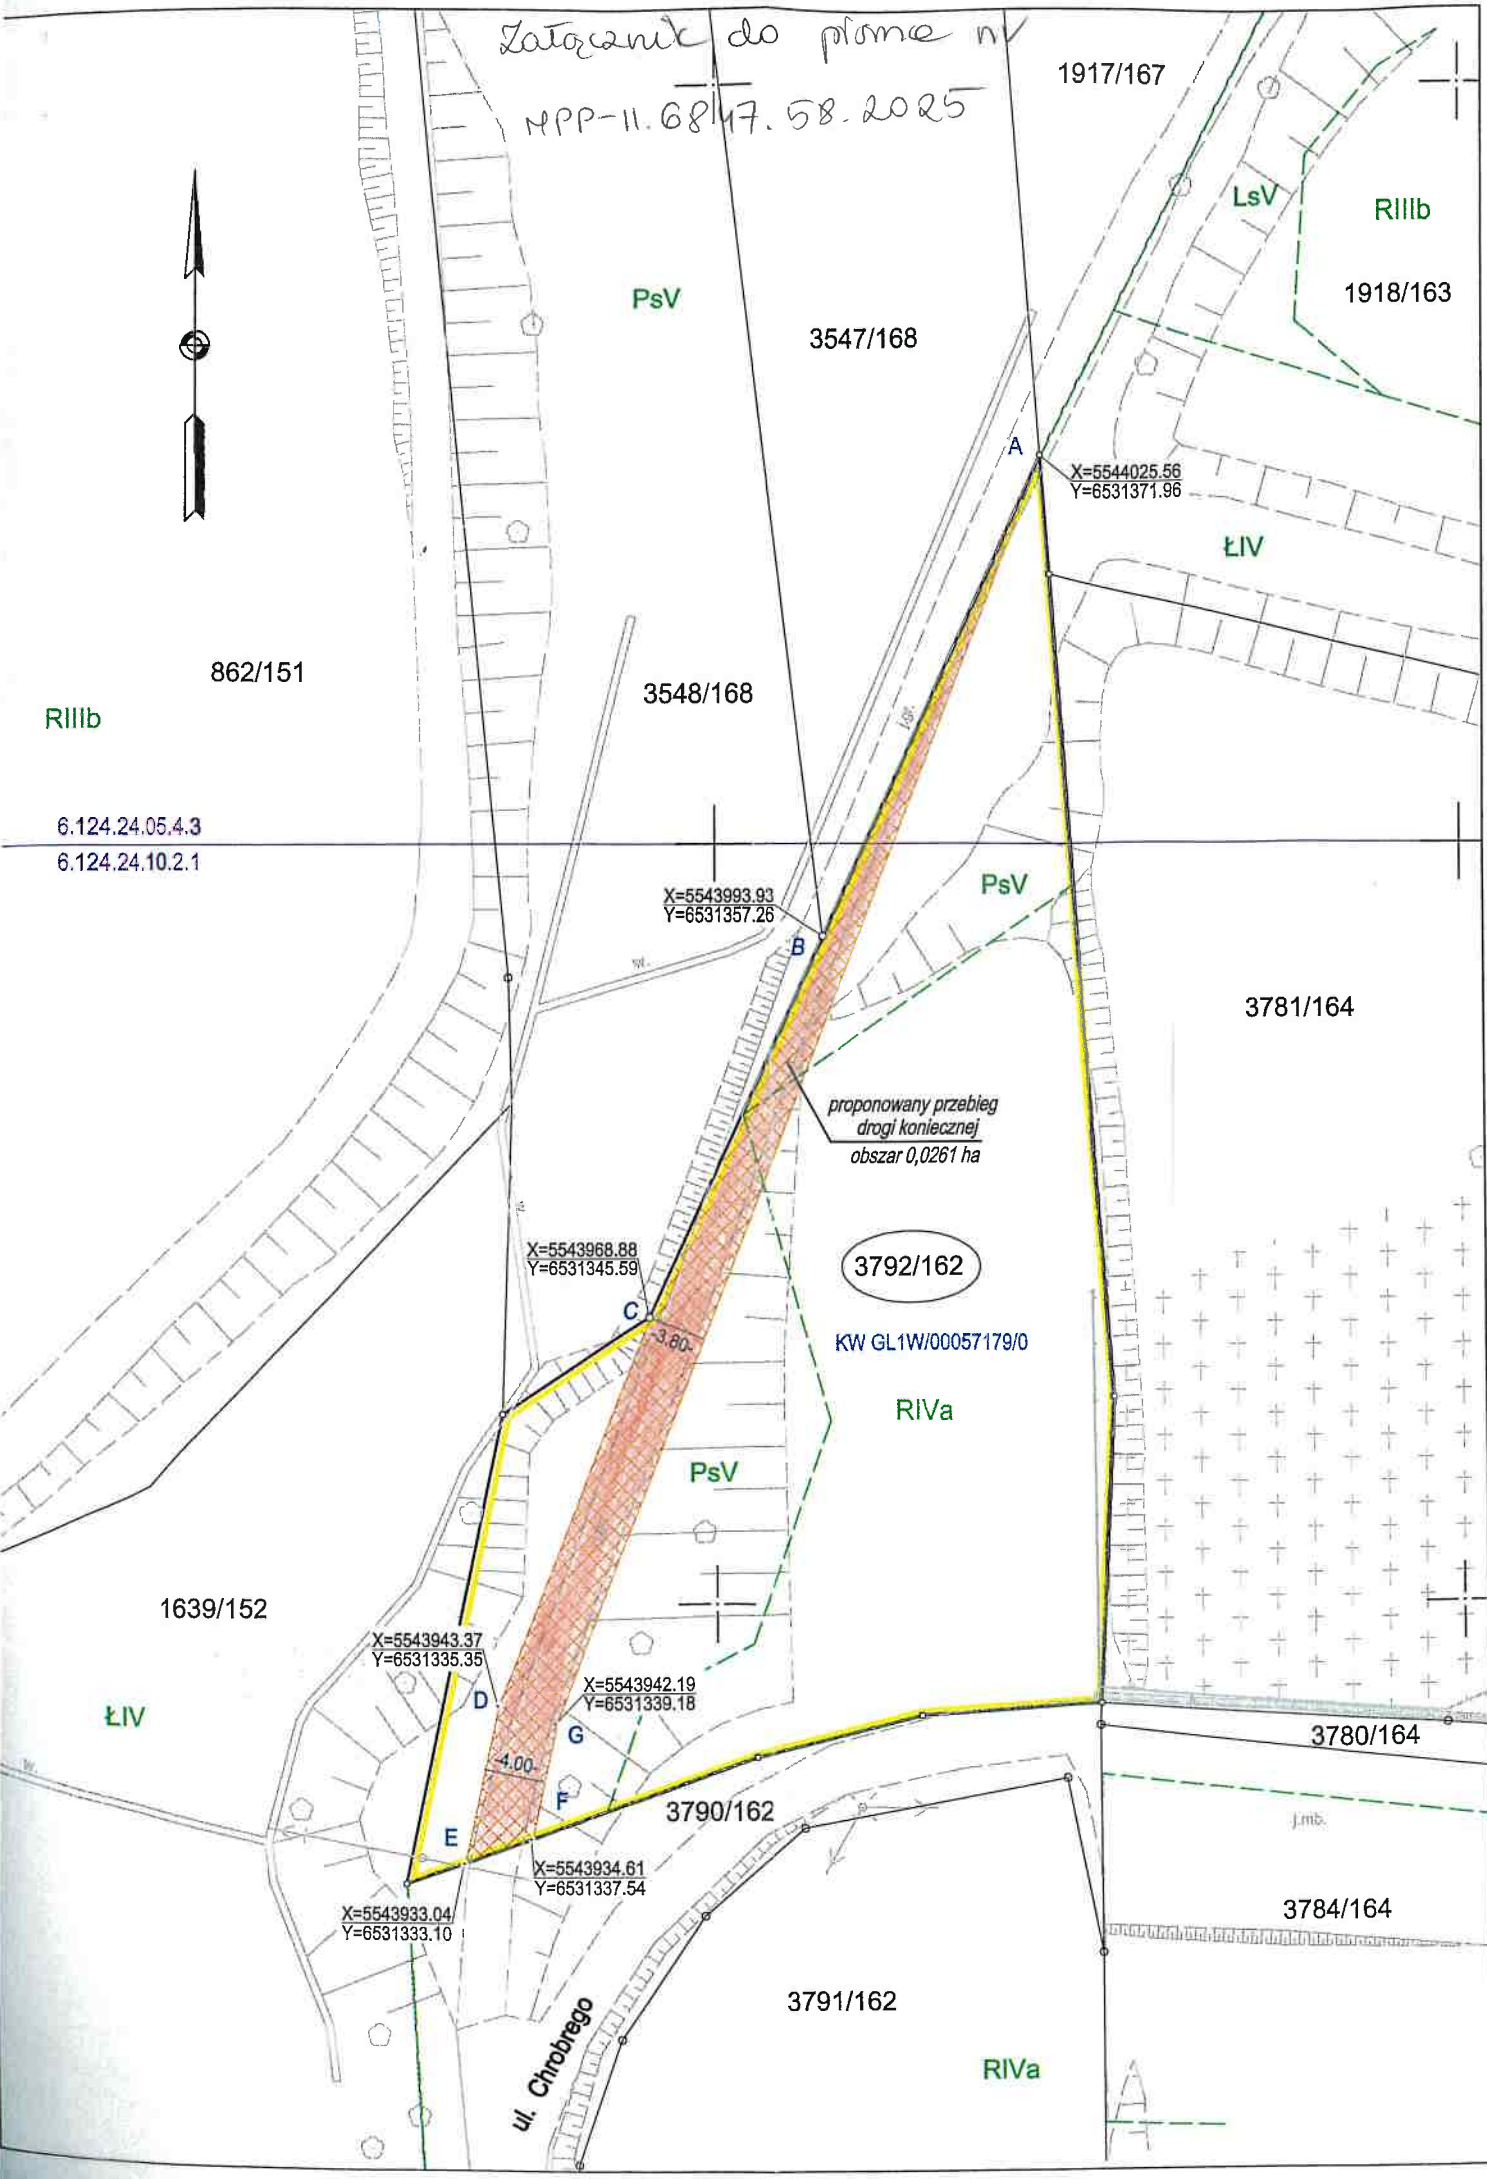 Załącznik do pisma nr
MPP-II.6847.58.2025
1917/167
LsV
RIIIb
1918/163
PsV
3547/168
A
X=5544025.56
Y=6531371.96
ŁIV
862/151
RIIIb
3548/168
6.124.24.05.4.3
6.124.24.10.2.1
X=5543993.93
Y=6531357.26
B
PsV
w.
3781/164
proponowany przebieg
drogi koniecznej
obszar 0,0261 ha
w.
X=5543968.88
Y=6531345.59
C
-3.80-
3792/162
KW GL1W/00057179/0
RIVa
PsV
1639/152
X=5543943.37
Y=6531335.35
D
X=5543942.19
Y=6531339.18
G
ŁIV
w.
-4.00-
F
3780/164
3790/162
j.mb.
E
X=5543934.61
Y=6531337.54
X=5543933.04
Y=6531333.10
3784/164
3791/162
ul. Chrobrego
RIVa